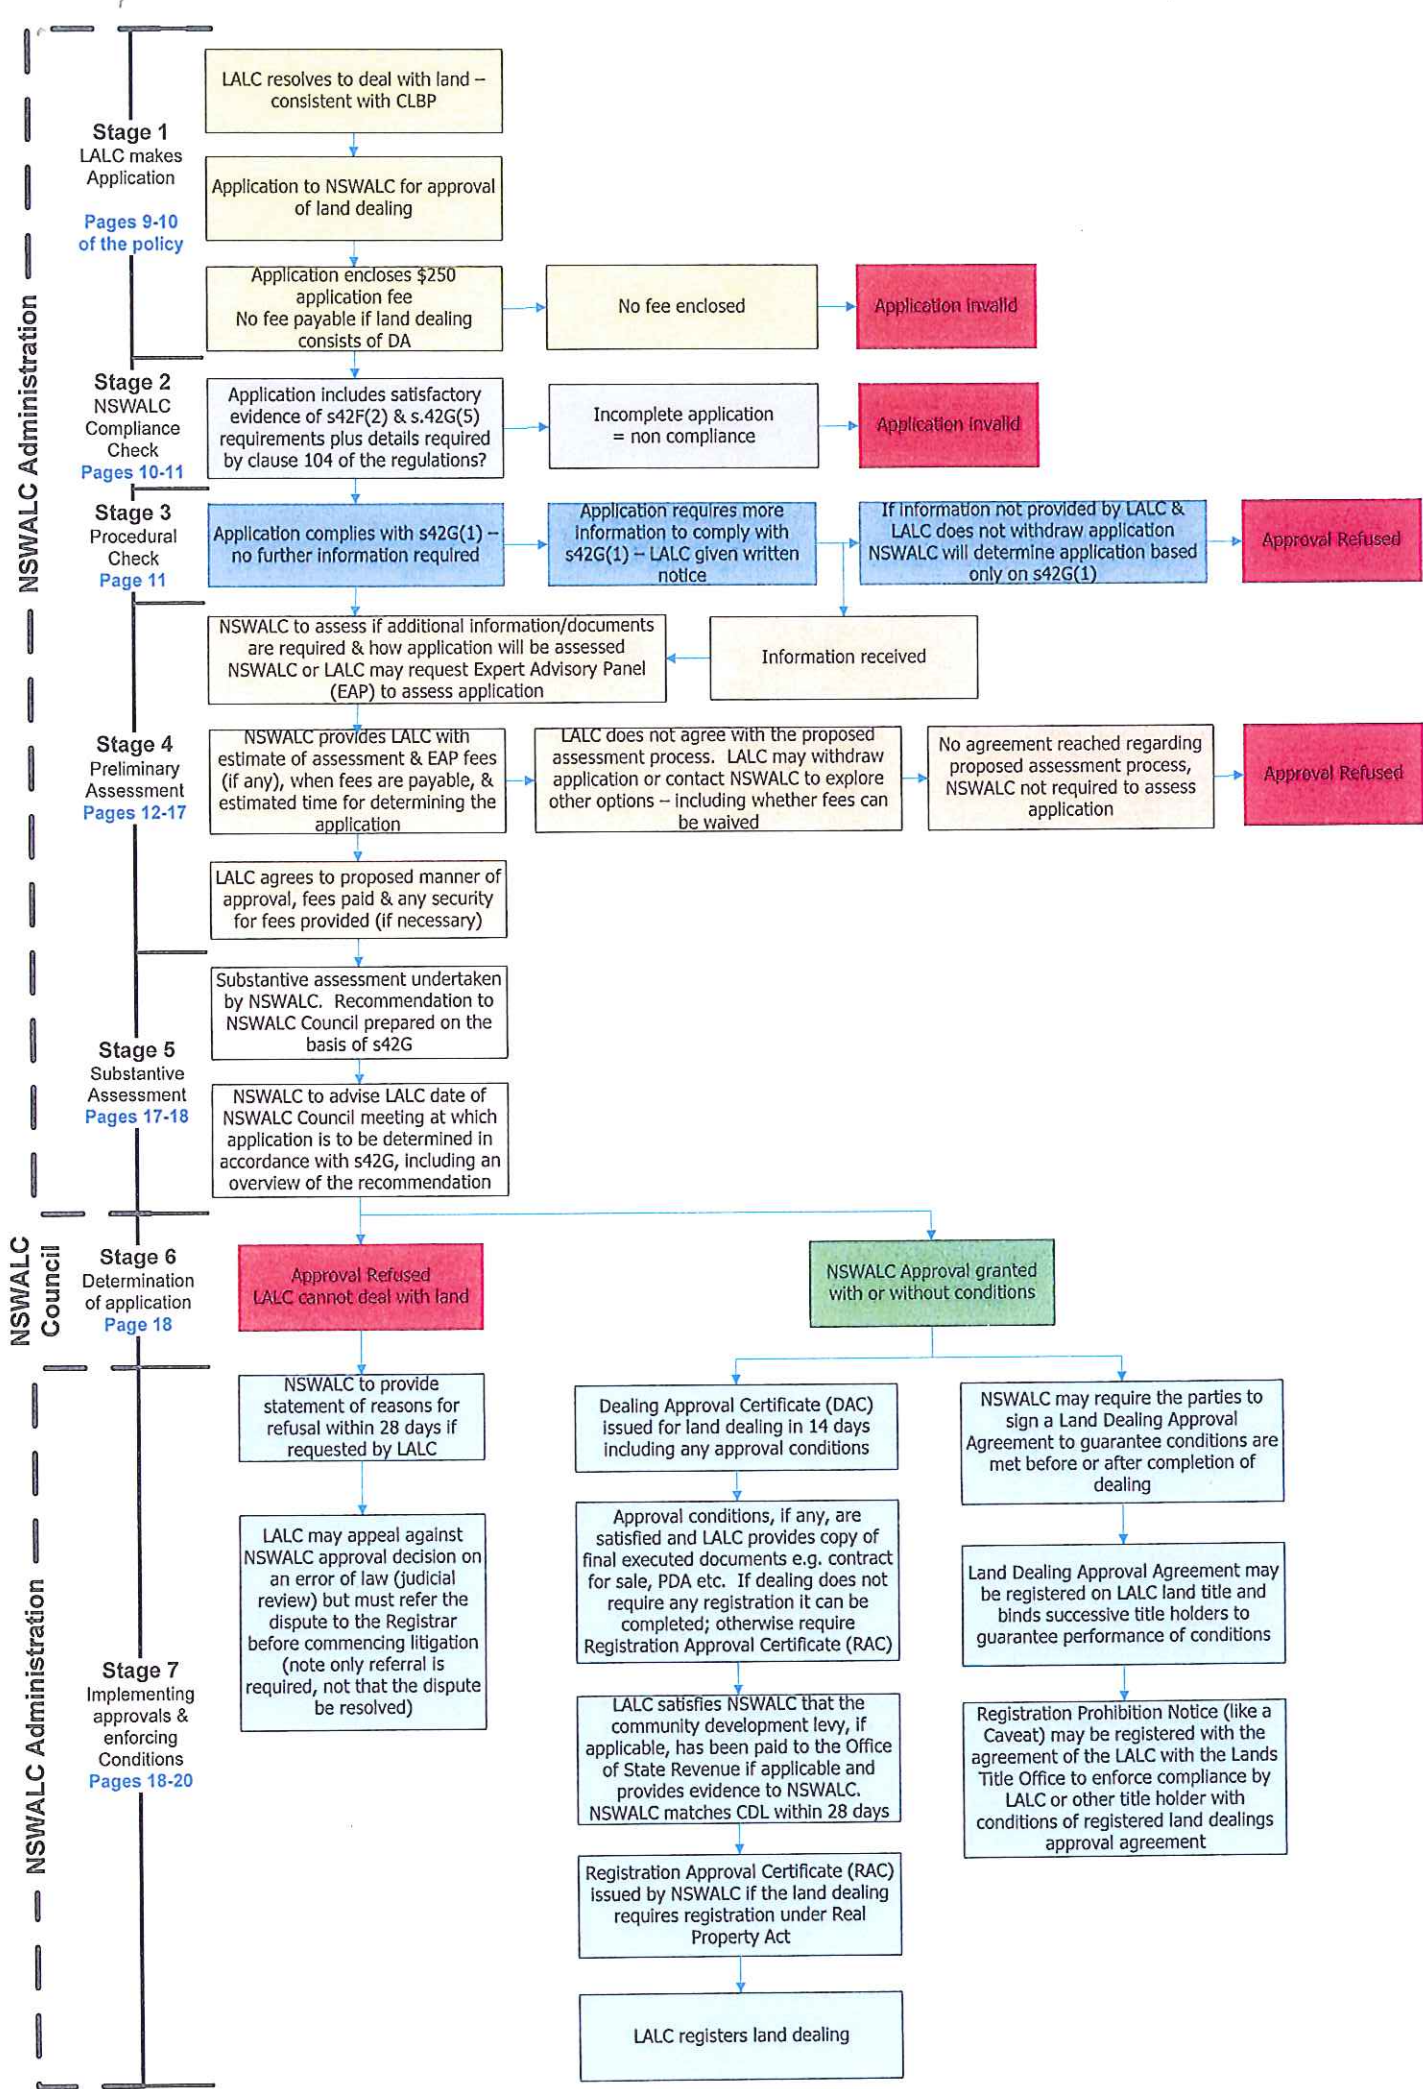 NSWALC Administration
Stage 1
LALC makes
Application
Pages 9-10
of the policy
LALC resolves to deal with land –
consistent with CLBP
Application to NSWALC for approval
of land dealing
Application encloses $250
application fee
No fee payable if land dealing
consists of DA
No fee enclosed
Application Invalid
Stage 2
NSWALC
Compliance
Check
Pages 10-11
Application includes satisfactory
evidence of s42F(2) & s.42G(5)
requirements plus details required
by clause 104 of the regulations?
Incomplete application
= non compliance
Application Invalid
Stage 3
Procedural
Check
Page 11
Application complies with s42G(1) –
no further information required
Application requires more
information to comply with
s42G(1) – LALC given written
notice
If information not provided by LALC &
LALC does not withdraw application
NSWALC will determine application based
only on s42G(1)
Approval Refused
NSWALC to assess if additional information/documents
are required & how application will be assessed
NSWALC or LALC may request Expert Advisory Panel
(EAP) to assess application
Information received
Stage 4
Preliminary
Assessment
Pages 12-17
NSWALC provides LALC with
estimate of assessment & EAP fees
(if any), when fees are payable, &
estimated time for determining the
application
LALC does not agree with the proposed
assessment process. LALC may withdraw
application or contact NSWALC to explore
other options – including whether fees can
be waived
No agreement reached regarding
proposed assessment process,
NSWALC not required to assess
application
Approval Refused
LALC agrees to proposed manner of
approval, fees paid & any security
for fees provided (if necessary)
Stage 5
Substantive
Assessment
Pages 17-18
Substantive assessment undertaken
by NSWALC. Recommendation to
NSWALC Council prepared on the
basis of s42G
NSWALC to advise LALC date of
NSWALC Council meeting at which
application is to be determined in
accordance with s42G, including an
overview of the recommendation
NSWALC
Council
Stage 6
Determination
of application
Page 18
Approval Refused
LALC cannot deal with land
NSWALC Approval granted
with or without conditions
NSWALC Administration
Stage 7
Implementing
approvals &
enforcing
Conditions
Pages 18-20
NSWALC to provide
statement of reasons for
refusal within 28 days if
requested by LALC
LALC may appeal against
NSWALC approval decision on
an error of law (judicial
review) but must refer the
dispute to the Registrar
before commencing litigation
(note only referral is
required, not that the dispute
be resolved)
Dealing Approval Certificate (DAC)
issued for land dealing in 14 days
including any approval conditions
Approval conditions, if any, are
satisfied and LALC provides copy of
final executed documents e.g. contract
for sale, PDA etc. If dealing does not
require any registration it can be
completed; otherwise require
Registration Approval Certificate (RAC)
LALC satisfies NSWALC that the
community development levy, if
applicable, has been paid to the Office
of State Revenue if applicable and
provides evidence to NSWALC.
NSWALC matches CDL within 28 days
Registration Approval Certificate (RAC)
issued by NSWALC if the land dealing
requires registration under Real
Property Act
LALC registers land dealing
NSWALC may require the parties to
sign a Land Dealing Approval
Agreement to guarantee conditions are
met before or after completion of
dealing
Land Dealing Approval Agreement may
be registered on LALC land title and
binds successive title holders to
guarantee performance of conditions
Registration Prohibition Notice (like a
Caveat) may be registered with the
agreement of the LALC with the Lands
Title Office to enforce compliance by
LALC or other title holder with
conditions of registered land dealings
approval agreement